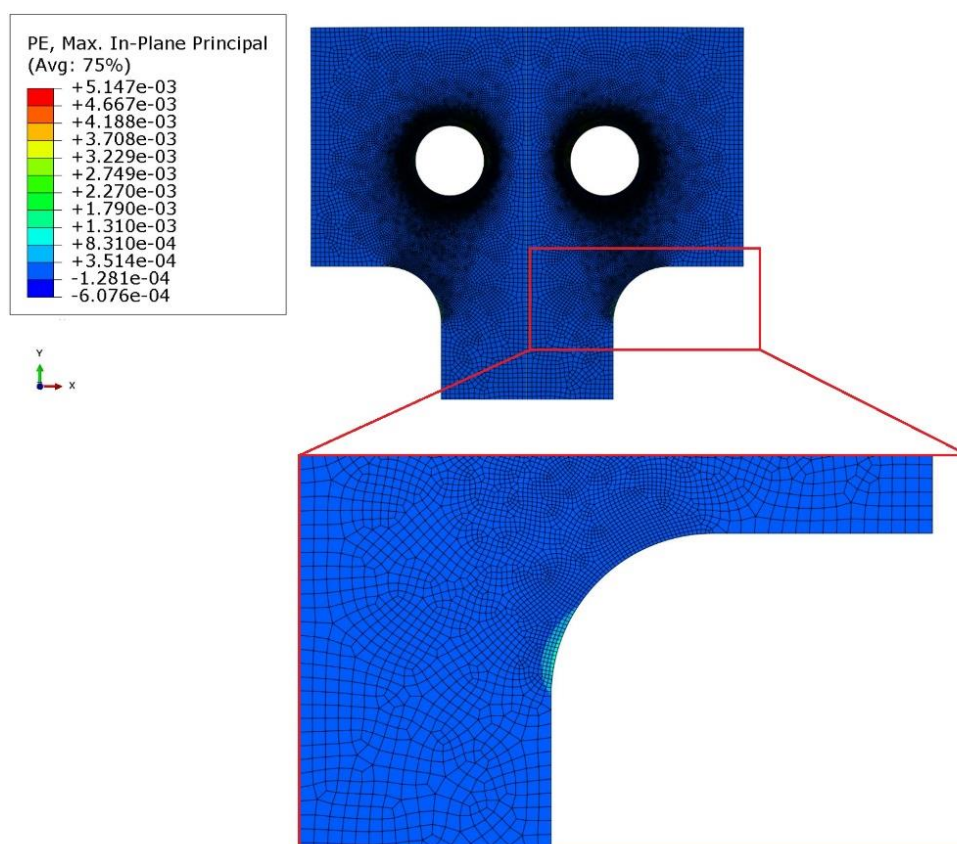 PE, Max. In-Plane Principal
(Avg: 75%)
+5.147e-03
+4.667e-03
+4.188e-03
+3.708e-03
+3.229e-03
+2.749e-03
+2.270e-03
+1.790e-03
+1.310e-03
+8.310e-04
+3.514e-04
-1.281e-04
-6.076e-04
Y
X